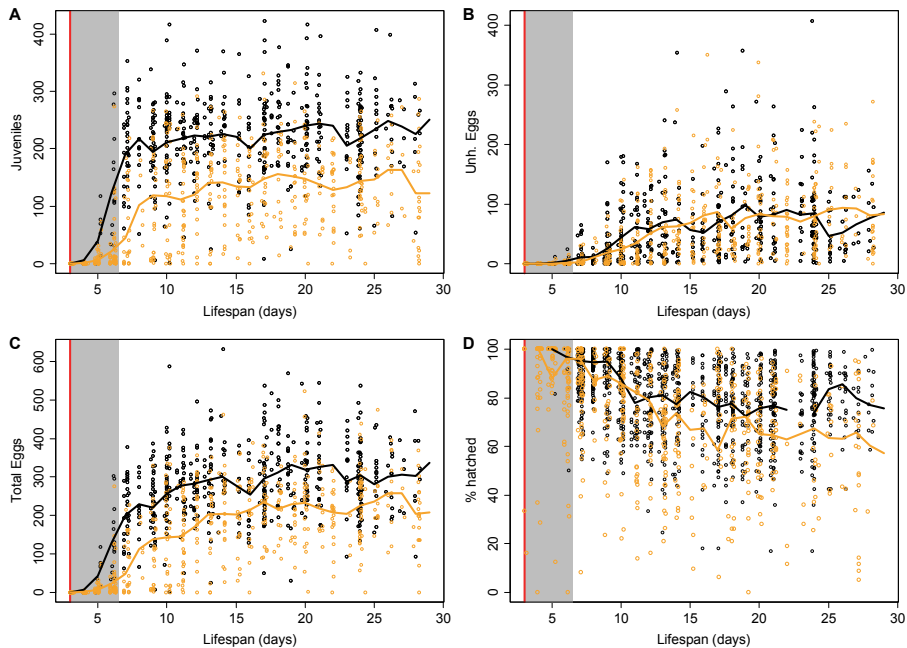 A
Juveniles
0 100 200 300 400
5 10 15 20 25 30
Lifespan (days)
B
Unh. Eggs
0 100 200 300 400
5 10 15 20 25 30
Lifespan (days)
C
Total Eggs
0 100 200 300 400 500 600
5 10 15 20 25 30
Lifespan (days)
D
% hatched
0 20 40 60 80 100
5 10 15 20 25 30
Lifespan (days)